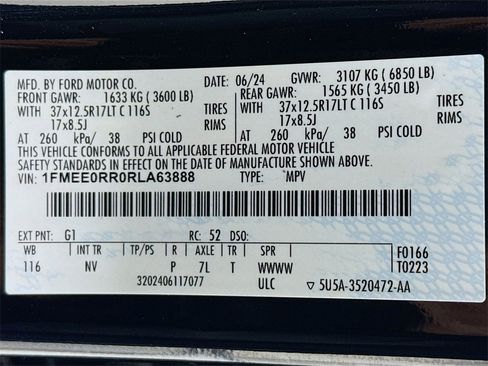 MFD. BY FORD MOTOR CO. DATE: 06/24 GVWR: 3107 KG ( 6850 LB)
FRONT GAWR: 1633 KG ( 3600 LB) REAR GAWR: 1565 KG ( 3450 LB)
WITH 37x12.5R17LT C 116S TIRES WITH 37x12.5R17LT C 116S TIRES
17x8.5J RIMS 17x8.5J RIMS
AT 260 kPa/ 38 PSI COLD AT 260 kPa/ 38 PSI COLD
THIS VEHICLE CONFORMS TO ALL APPLICABLE FEDERAL MOTOR VEHICLE
SAFETY STANDARDS IN EFFECT ON THE DATE OF MANUFACTURE SHOWN ABOVE.
VIN: 1FMEE0RR0RLA63888 TYPE: MPV
EXT PNT: G1 RC: 52 DSO:
WB INT TR TP/PS R AXLE TR SPR F0166
116 NV P 7L T WWWW T0223
3202406117077 ULC ▽ 5U5A-3520472-AA